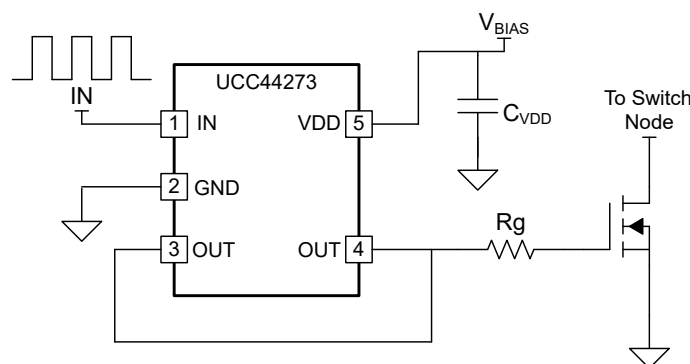 V_BIAS
UCC44273
IN
1 IN
VDD 5
C_VDD
To Switch
Node
2 GND
3 OUT
OUT 4
Rg